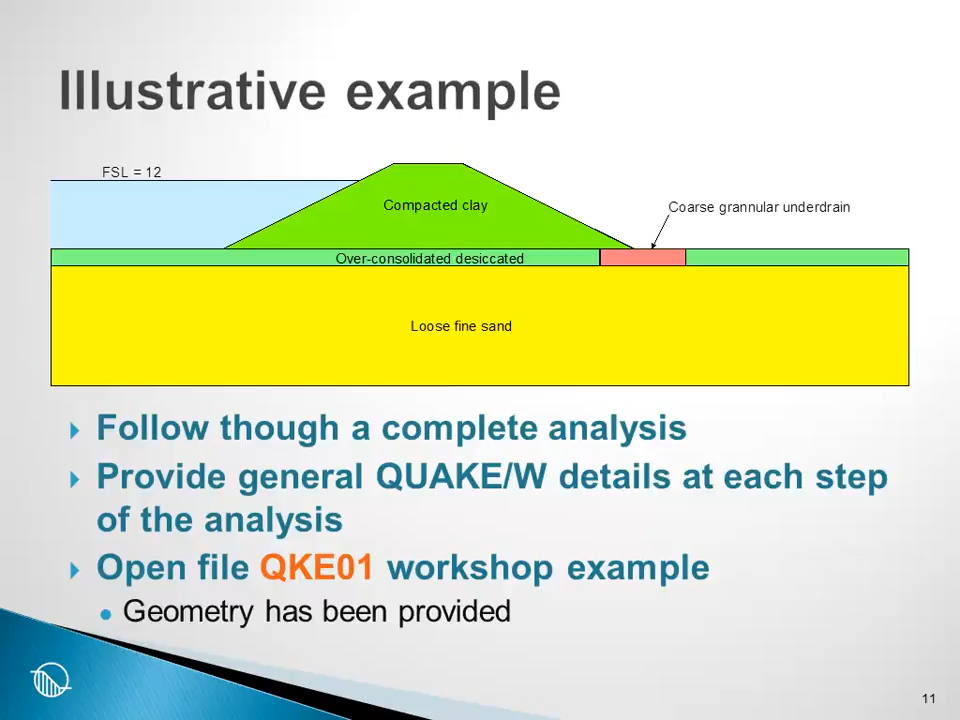 Illustrative example
FSL = 12
Compacted clay
Coarse grannular underdrain
Over-consolidated desiccated
Loose fine sand
Follow though a complete analysis
Provide general QUAKE/W details at each step
of the analysis
Open file QKE01 workshop example
Geometry has been provided
11